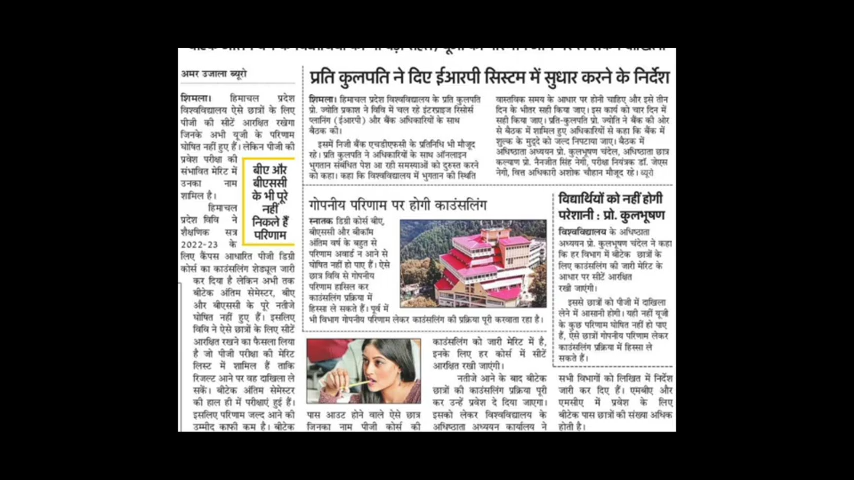 अमर उजाला ब्यूरो
शिमला। हिमाचल प्रदेश
विश्वविद्यालय ऐसे छात्रों के लिए
पीजी की सीटें आरक्षित रखेगा
जिनके अभी यूजी के परिणाम
घोषित नहीं हुए हैं। लेकिन पीजी की
प्रवेश परीक्षा की
संभावित मेरिट में
उनका नाम
शामिल है।
हिमाचल
प्रदेश विवि ने
शैक्षणिक सत्र
2022-23 के
लिए कैंपस आधारित पीजी डिग्री
कोर्स का काउंसलिंग शेड्यूल जारी
कर दिया है लेकिन अभी तक
बीटेक अंतिम सेमेस्टर, बीए
और बीएससी के पूरे नतीजे
घोषित नहीं हुए हैं। इसलिए
विवि ने ऐसे छात्रों के लिए सीटें
आरक्षित रखने का फैसला लिया
है जो पीजी परीक्षा की मेरिट
लिस्ट में शामिल हैं ताकि
रिजल्ट आने पर वह दाखिला ले
सकें। बीटेक अंतिम सेमेस्टर
की हाल ही में परीक्षाएं हुई हैं।
इसलिए परिणाम जल्द आने की
उम्मीद काफी कम है। बीटेक
बीए और
बीएससी
के भी पूरे
नहीं
निकले हैं
परिणाम
प्रति कुलपति ने दिए ईआरपी सिस्टम में सुधार करने के निर्देश
शिमला। हिमाचल प्रदेश विश्वविद्यालय के प्रति कुलपति
प्रो. ज्योति प्रकाश ने विवि में चल रहे इंटरप्राइज रिसोर्स
प्लानिंग (ईआरपी) और बैंक अधिकारियों के साथ
बैठक की।
इसमें निजी बैंक एचडीएफसी के प्रतिनिधि भी मौजूद
रहे। प्रति कुलपति ने अधिकारियों के साथ ऑनलाइन
भुगतान संबंधित पेश आ रही समस्याओं को दुरुस्त करने
को कहा। कहा कि विश्वविद्यालय में भुगतान की स्थिति
वास्तविक समय के आधार पर होनी चाहिए और इसे तीन
दिन के भीतर सही किया जाए। इस कार्य को चार दिन में
सही किया जाए। प्रति-कुलपति प्रो. ज्योति ने बैंक की ओर
से बैठक में शामिल हुए अधिकारियों से कहा कि बैंक में
शुल्क के मुद्दे को जल्द निपटाया जाए। बैठक में
अधिष्ठाता अध्ययन प्रो. कुलभूषण चंदेल, अधिष्ठाता छात्र
कल्याण प्रो. नैनजीत सिंह नेगी, परीक्षा नियंत्रक डॉ. जेएस
नेगी, वित्त अधिकारी अशोक चौहान मौजूद रहे। ब्यूरो
गोपनीय परिणाम पर होगी काउंसलिंग
स्नातक डिग्री कोर्स बीए,
बीएससी और बीकॉम
अंतिम वर्ष के बहुत से
परिणाम अवार्ड न आने से
घोषित नहीं हो पाए हैं। ऐसे
छात्र विवि से गोपनीय
परिणाम हासिल कर
काउंसलिंग प्रक्रिया में
हिस्सा ले सकते हैं। पूर्व में
भी विभाग गोपनीय परिणाम लेकर काउंसलिंग की प्रक्रिया पूरी करवाता रहा है।
विद्यार्थियों को नहीं होगी
परेशानी : प्रो. कुलभूषण
विश्वविद्यालय के अधिष्ठाता
अध्ययन प्रो. कुलभूषण चंदेल ने कहा
कि हर विभाग में बीटेक छात्रों के
लिए काउंसलिंग की जारी मेरिट के
आधार पर सीटें आरक्षित
रखी जाएंगी।
इससे छात्रों को पीजी में दाखिला
लेने में आसानी होगी। यही नहीं यूजी
के कुछ परिणाम घोषित नहीं हो पाए
हैं, ऐसे छात्र गोपनीय परिणाम लेकर
काउंसलिंग प्रक्रिया में हिस्सा ले
सकते हैं।
पास आउट होने वाले ऐसे छात्र
जिनका नाम पीजी कोर्स की
काउंसलिंग को जारी मेरिट में है,
इनके लिए हर कोर्स में सीटें
आरक्षित रखी जाएंगी।
नतीजे आने के बाद बीटेक
छात्रों की काउंसलिंग प्रक्रिया पूरी
कर उन्हें प्रवेश दे दिया जाएगा।
इसको लेकर विश्वविद्यालय के
अधिष्ठाता अध्ययन कार्यालय ने
सभी विभागों को लिखित में निर्देश
जारी कर दिए हैं। एमबीए और
एमसीए में प्रवेश के लिए
बीटेक पास छात्रों की संख्या अधिक
होती है।